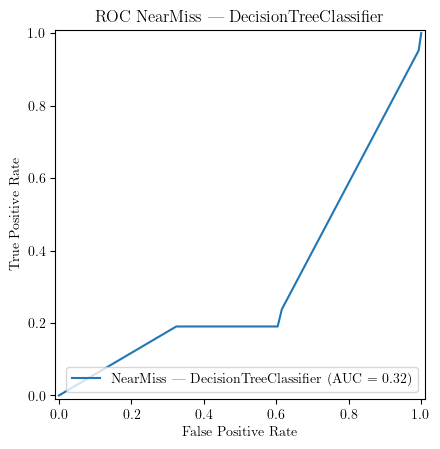 ROC NearMiss — DecisionTreeClassifier
True Positive Rate
1.0
0.8
0.6
0.4
0.2
0.0
NearMiss — DecisionTreeClassifier (AUC = 0.32)
0.0 0.2 0.4 0.6 0.8 1.0
False Positive Rate